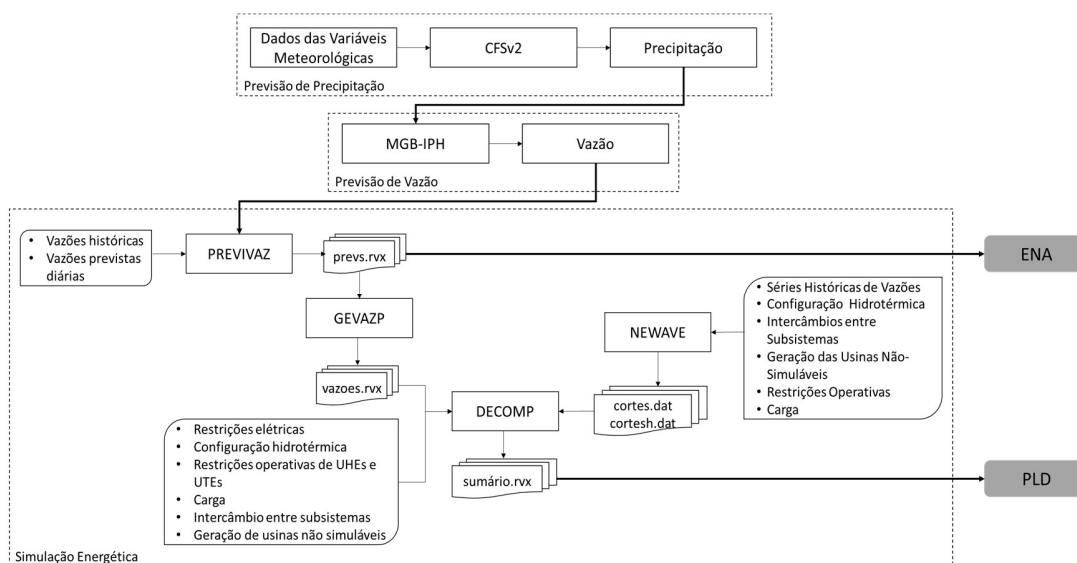 Dados das Variáveis
Meteorológicas
CFSv2
Precipitação
Previsão de Precipitação
MGB-IPH
Vazão
Previsão de Vazão
• Vazões históricas
• Vazões previstas
diárias
PREVIVAZ
prevs.rvx
ENA
GEVAZP
NEWAVE
• Séries Históricas de Vazões
• Configuração Hidrotérmica
• Intercâmbios entre
Subsistemas
• Geração das Usinas Não-
Simuláveis
• Restrições Operativas
• Carga
vazoes.rvx
DECOMP
cortes.dat
cortesh.dat
• Restrições elétricas
• Configuração hidrotérmica
• Restrições operativas de UHEs e
UTEs
• Carga
• Intercâmbio entre subsistemas
• Geração de usinas não simuláveis
sumário.rvx
PLD
Simulação Energética